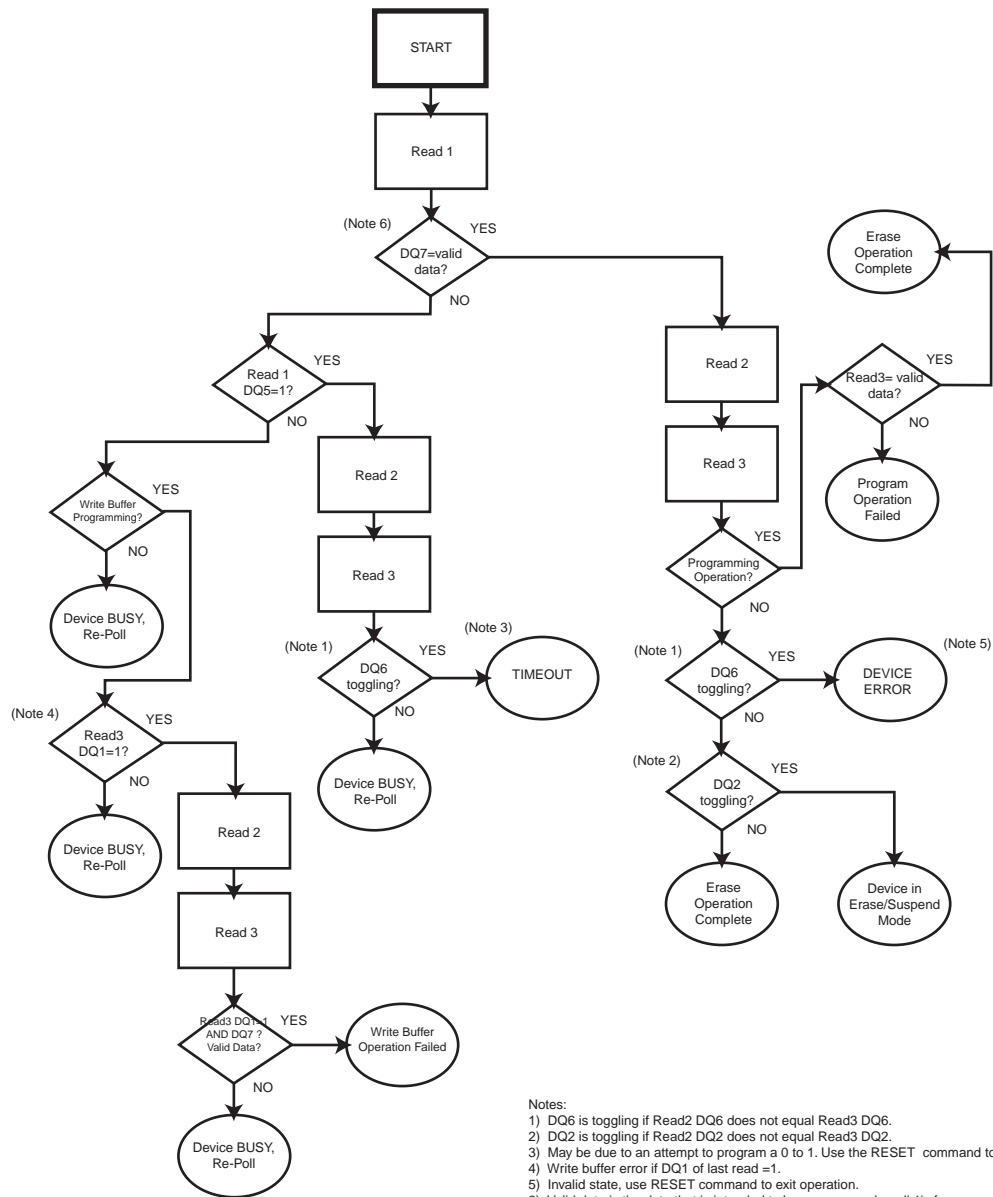 START
Read 1
(Note 6)
YES
DQ7=valid
data?
NO
Erase
Operation
Complete
Read 1
DQ5=1?
YES
NO
Read 2
Read3= valid
data?
YES
NO
Read 2
Read 3
Program
Operation
Failed
Write Buffer
Programming?
YES
NO
Device BUSY,
Re-Poll
Read 3
Programming
Operation?
YES
NO
(Note 1)
DQ6
toggling?
YES
NO
(Note 3)
TIMEOUT
(Note 1)
DQ6
toggling?
YES
NO
DEVICE
ERROR
(Note 5)
(Note 4)
Read3
DQ1=1?
YES
NO
Device BUSY,
Re-Poll
Device BUSY,
Re-Poll
(Note 2)
DQ2
toggling?
YES
NO
Read 2
Erase
Operation
Complete
Device in
Erase/Suspend
Mode
Read 3
Read3 DQ1=1
AND DQ7 ?
Valid Data?
YES
NO
Write Buffer
Operation Failed
Device BUSY,
Re-Poll
Notes:
1) DQ6 is toggling if Read2 DQ6 does not equal Read3 DQ6.
2) DQ2 is toggling if Read2 DQ2 does not equal Read3 DQ2.
3) May be due to an attempt to program a 0 to 1. Use the RESET command to
4) Write buffer error if DQ1 of last read =1.
5) Invalid state, use RESET command to exit operation.